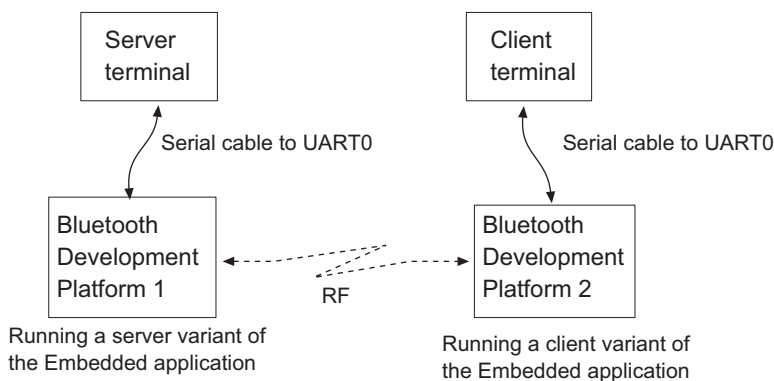 Server
terminal
Client
terminal
Serial cable to UART0
Serial cable to UART0
Bluetooth
Development
Platform 1
Bluetooth
Development
Platform 2
RF
Running a server variant of
the Embedded application
Running a client variant of
the Embedded application